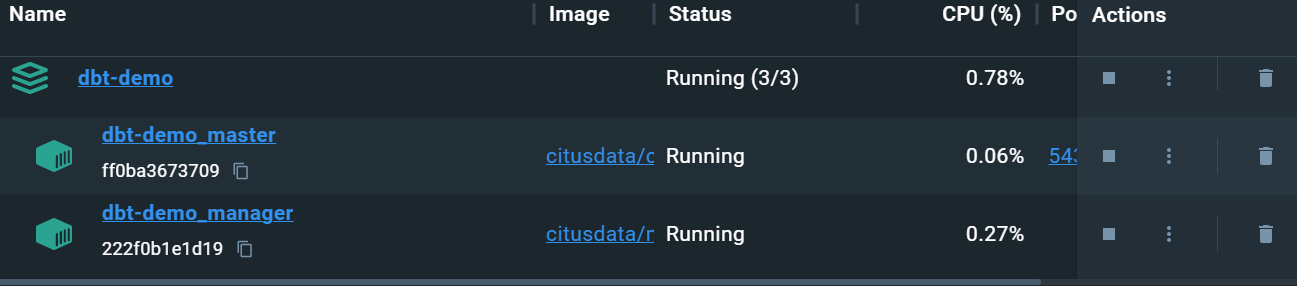 Name Image Status CPU (%) Po Actions
dbt-demo Running (3/3) 0.78%
dbt-demo_master
citusdata/c Running 0.06% 543
ff0ba3673709
dbt-demo_manager
citusdata/r Running 0.27%
222f0b1e1d19